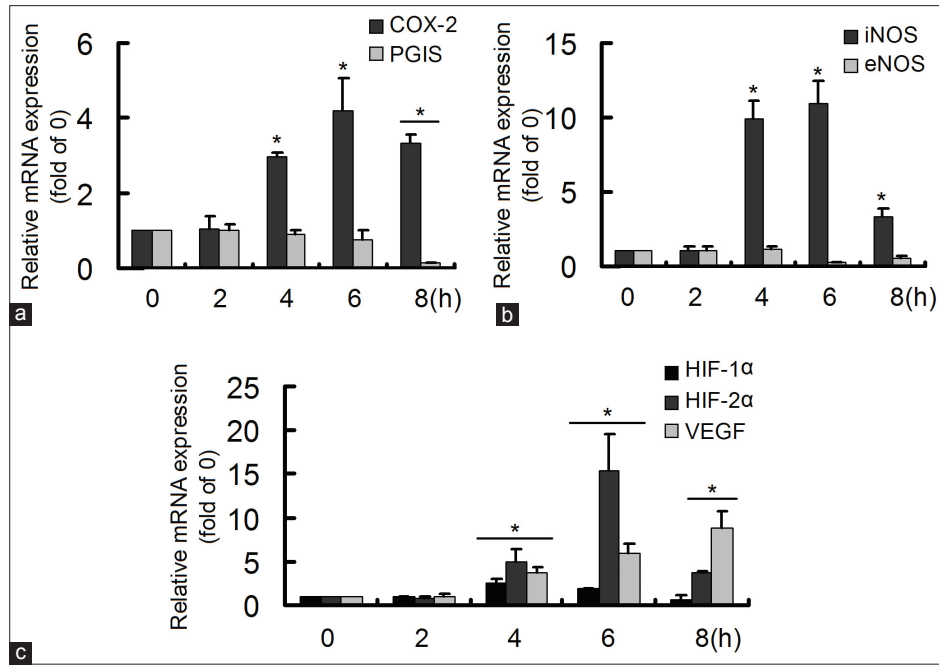 COX-2
PGIS
Relative mRNA expression
(fold of 0)
6
4
2
0
*
*
*
0 2 4 6 8(h)
a
iNOS
eNOS
Relative mRNA expression
(fold of 0)
15
10
5
0
*
*
*
0 2 4 6 8(h)
b
HIF-1α
HIF-2α
VEGF
Relative mRNA expression
(fold of 0)
25
20
15
10
5
0
*
*
*
0 2 4 6 8(h)
c